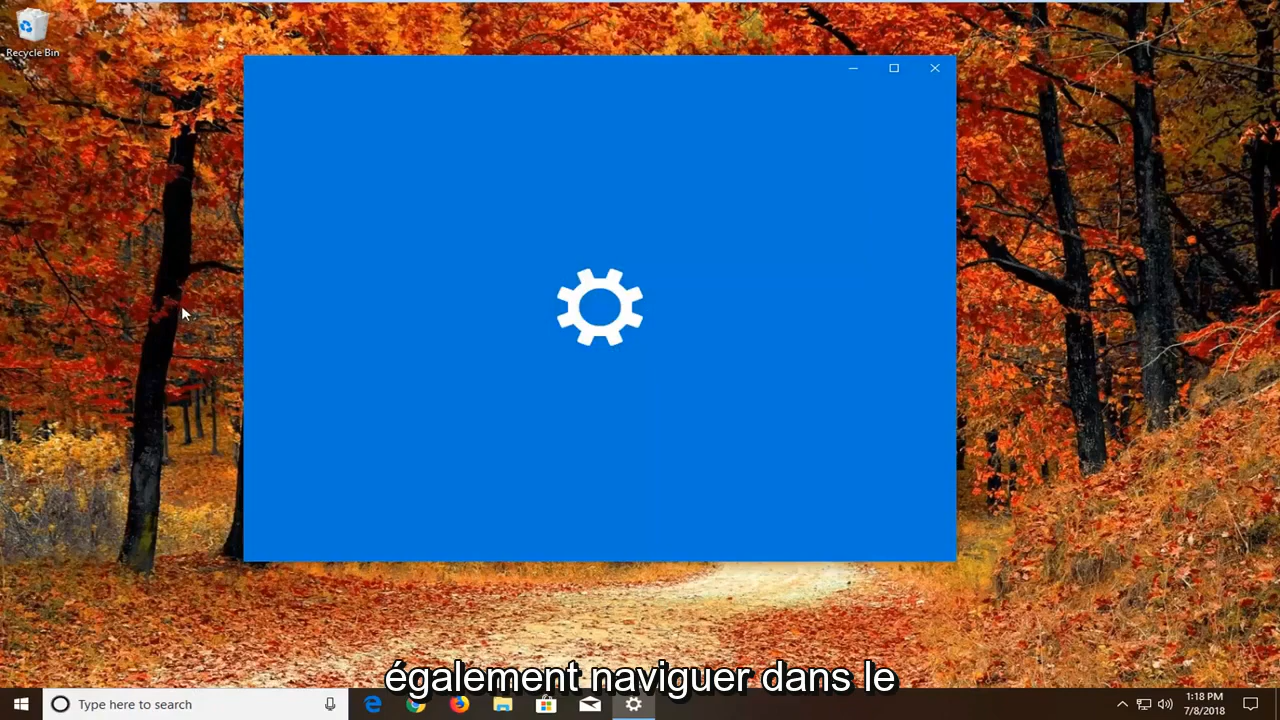 Recycle Bin
également naviguer dans le
Type here to search
1:18 PM
7/8/2018